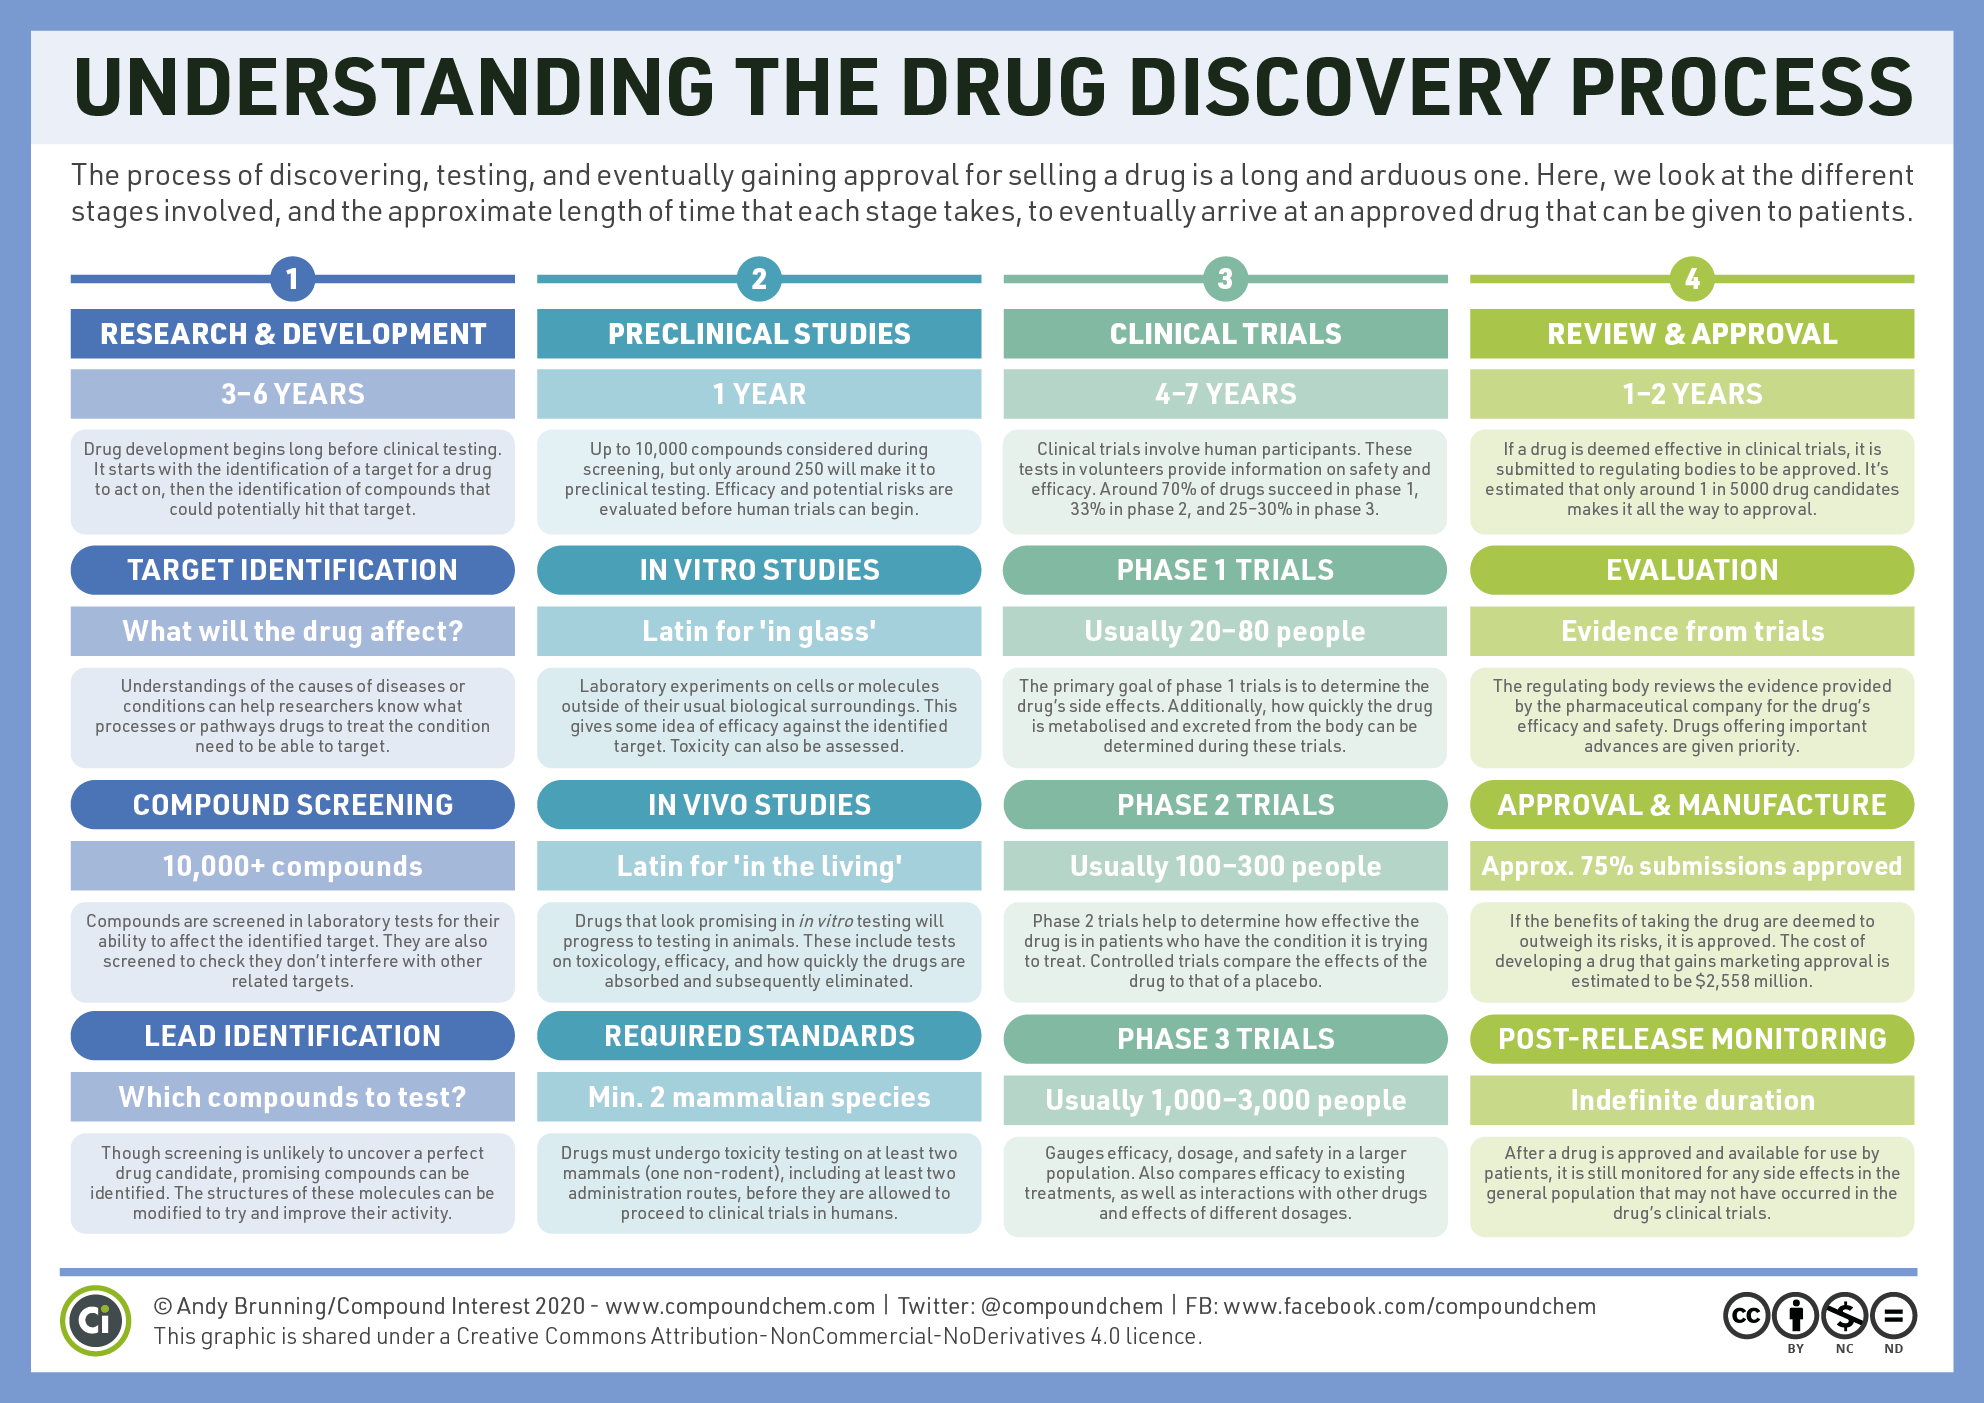 UNDERSTANDING THE DRUG DISCOVERY PROCESS
The process of discovering, testing, and eventually gaining approval for selling a drug is a long and arduous one. Here, we look at the different
stages involved, and the approximate length of time that each stage takes, to eventually arrive at an approved drug that can be given to patients.
1
RESEARCH & DEVELOPMENT
3–6 YEARS
Drug development begins long before clinical testing.
It starts with the identification of a target for a drug
to act on, then the identification of compounds that
could potentially hit that target.
TARGET IDENTIFICATION
What will the drug affect?
Understandings of the causes of diseases or
conditions can help researchers know what
processes or pathways drugs to treat the condition
need to be able to target.
COMPOUND SCREENING
10,000+ compounds
Compounds are screened in laboratory tests for their
ability to affect the identified target. They are also
screened to check they don’t interfere with other
related targets.
LEAD IDENTIFICATION
Which compounds to test?
Though screening is unlikely to uncover a perfect
drug candidate, promising compounds can be
identified. The structures of these molecules can be
modified to try and improve their activity.
2
PRECLINICAL STUDIES
1 YEAR
Up to 10,000 compounds considered during
screening, but only around 250 will make it to
preclinical testing. Efficacy and potential risks are
evaluated before human trials can begin.
IN VITRO STUDIES
Latin for 'in glass'
Laboratory experiments on cells or molecules
outside of their usual biological surroundings. This
gives some idea of efficacy against the identified
target. Toxicity can also be assessed.
IN VIVO STUDIES
Latin for 'in the living'
Drugs that look promising in in vitro testing will
progress to testing in animals. These include tests
on toxicology, efficacy, and how quickly the drugs are
absorbed and subsequently eliminated.
REQUIRED STANDARDS
Min. 2 mammalian species
Drugs must undergo toxicity testing on at least two
mammals (one non-rodent), including at least two
administration routes, before they are allowed to
proceed to clinical trials in humans.
3
CLINICAL TRIALS
4–7 YEARS
Clinical trials involve human participants. These
tests in volunteers provide information on safety and
efficacy. Around 70% of drugs succeed in phase 1,
33% in phase 2, and 25–30% in phase 3.
PHASE 1 TRIALS
Usually 20–80 people
The primary goal of phase 1 trials is to determine the
drug’s side effects. Additionally, how quickly the drug
is metabolised and excreted from the body can be
determined during these trials.
PHASE 2 TRIALS
Usually 100–300 people
Phase 2 trials help to determine how effective the
drug is in patients who have the condition it is trying
to treat. Controlled trials compare the effects of the
drug to that of a placebo.
PHASE 3 TRIALS
Usually 1,000–3,000 people
Gauges efficacy, dosage, and safety in a larger
population. Also compares efficacy to existing
treatments, as well as interactions with other drugs
and effects of different dosages.
4
REVIEW & APPROVAL
1–2 YEARS
If a drug is deemed effective in clinical trials, it is
submitted to regulating bodies to be approved. It’s
estimated that only around 1 in 5000 drug candidates
makes it all the way to approval.
EVALUATION
Evidence from trials
The regulating body reviews the evidence provided
by the pharmaceutical company for the drug’s
efficacy and safety. Drugs offering important
advances are given priority.
APPROVAL & MANUFACTURE
Approx. 75% submissions approved
If the benefits of taking the drug are deemed to
outweigh its risks, it is approved. The cost of
developing a drug that gains marketing approval is
estimated to be $2,558 million.
POST-RELEASE MONITORING
Indefinite duration
After a drug is approved and available for use by
patients, it is still monitored for any side effects in the
general population that may not have occurred in the
drug’s clinical trials.
Ci
© Andy Brunning/Compound Interest 2020 - www.compoundchem.com | Twitter: @compoundchem | FB: www.facebook.com/compoundchem
This graphic is shared under a Creative Commons Attribution-NonCommercial-NoDerivatives 4.0 licence.
CC $ =
BY NC ND